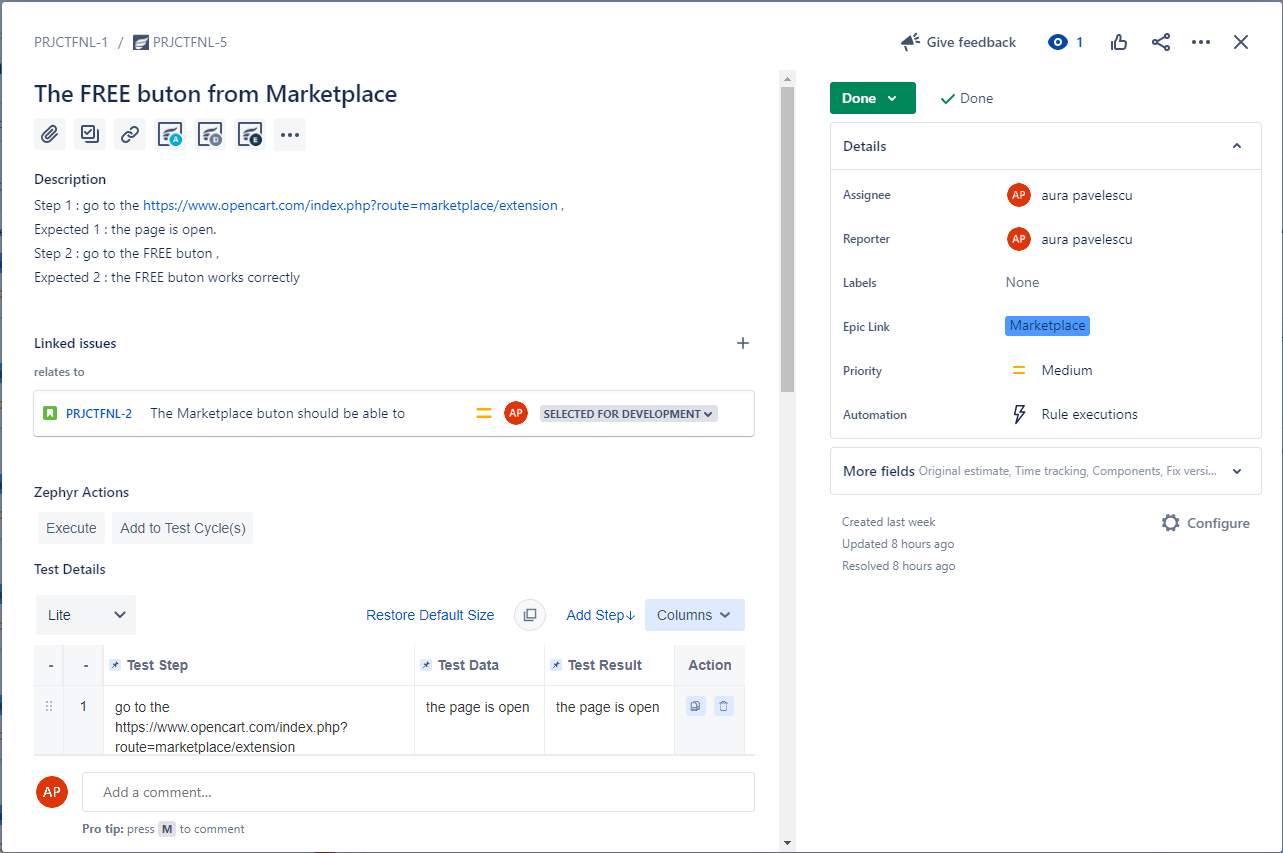 PRJCTFNL-1 / PRJCTFNL-5
Give feedback
1
The FREE buton from Marketplace
A
D
E
Description
Step 1 : go to the https://www.opencart.com/index.php?route=marketplace/extension ,
Expected 1 : the page is open.
Step 2 : go to the FREE buton ,
Expected 2 : the FREE buton works correctly
Linked issues
relates to
PRJCTFNL-2 The Marketplace buton should be able to AP SELECTED FOR DEVELOPMENT
Zephyr Actions
Execute Add to Test Cycle(s)
Test Details
Lite Restore Default Size Add Step↓ Columns
- - Test Step Test Data Test Result Action
1 go to the the page is open the page is open
https://www.opencart.com/index.php?
route=marketplace/extension
AP Add a comment...
Pro tip: press M to comment
Done Done
Details
Assignee AP aura pavelescu
Reporter AP aura pavelescu
Labels None
Epic Link Marketplace
Priority Medium
Automation Rule executions
More fields Original estimate, Time tracking, Components, Fix versi...
Created last week Configure
Updated 8 hours ago
Resolved 8 hours ago